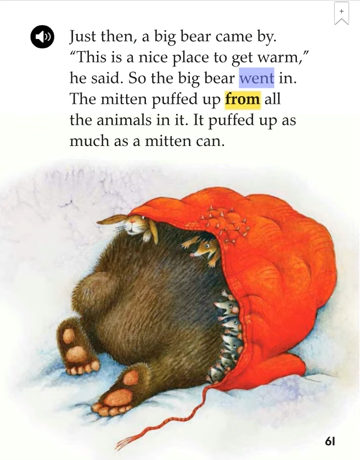 Just then, a big bear came by.
“This is a nice place to get warm,”
he said. So the big bear went in.
The mitten puffed up from all
the animals in it. It puffed up as
much as a mitten can.
61